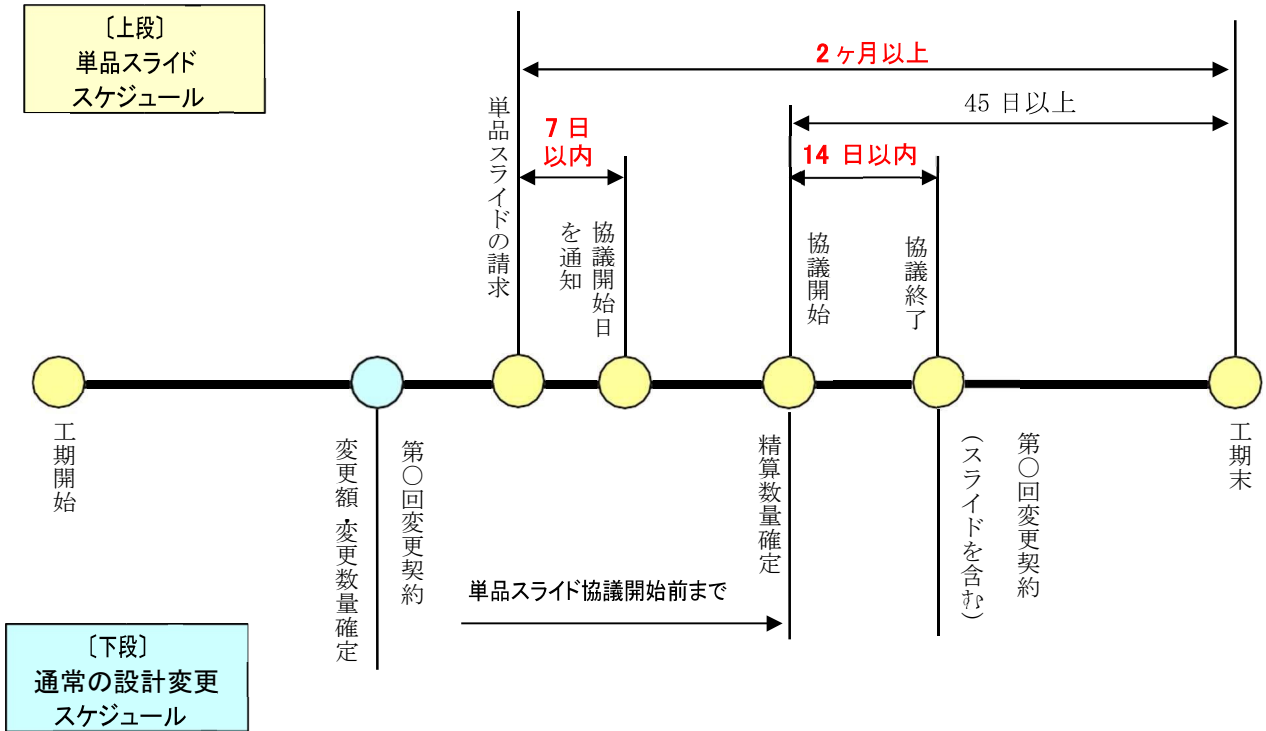 〔上段〕
単品スライド
スケジュール
2ヶ月以上
45日以上
7日
以内
14日以内
単品スライドの請求
協議開始日
を通知
協議開始
協議終了
工期開始
第〇回変更契約
変更額・変更数量確定
精算数量確定
第〇回変更契約
(スライドを含む)
工期末
単品スライド協議開始前まで
〔下段〕
通常の設計変更
スケジュール